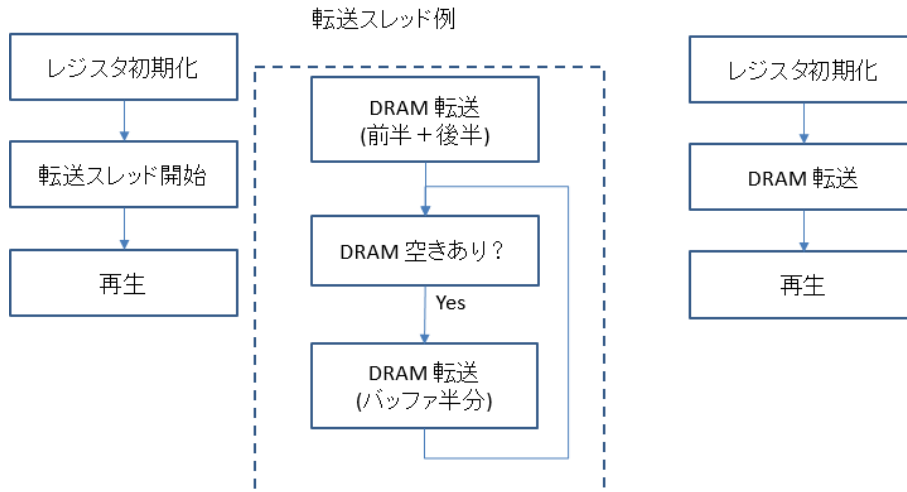 転送スレッド例
レジスタ初期化
転送スレッド開始
再生
DRAM 転送
(前半＋後半)
DRAM 空きあり？
Yes
DRAM 転送
(バッファ半分)
レジスタ初期化
DRAM 転送
再生